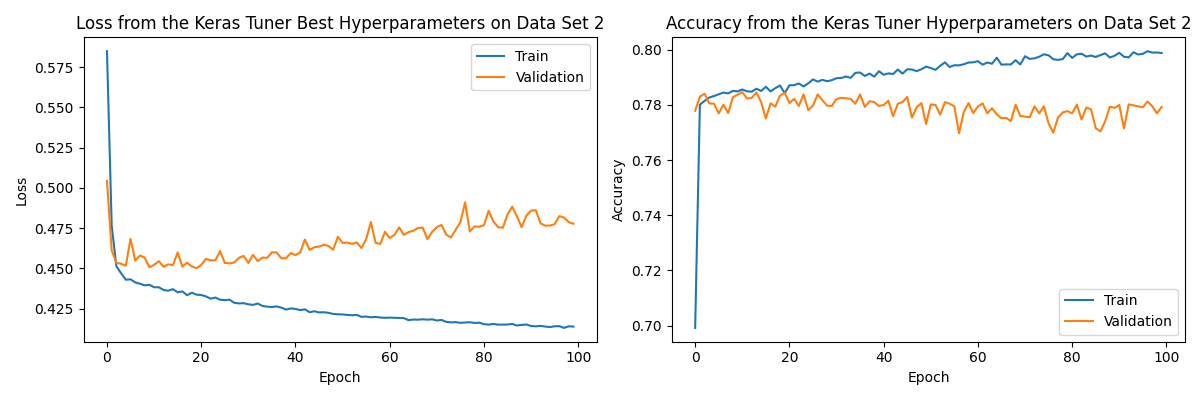 Loss from the Keras Tuner Best Hyperparameters on Data Set 2
Train
Validation
0.575
0.550
0.525
0.500
0.475
0.450
0.425
Loss
0 20 40 60 80 100
Epoch
Accuracy from the Keras Tuner Hyperparameters on Data Set 2
0.80
0.78
0.76
0.74
0.72
0.70
Accuracy
Train
Validation
0 20 40 60 80 100
Epoch